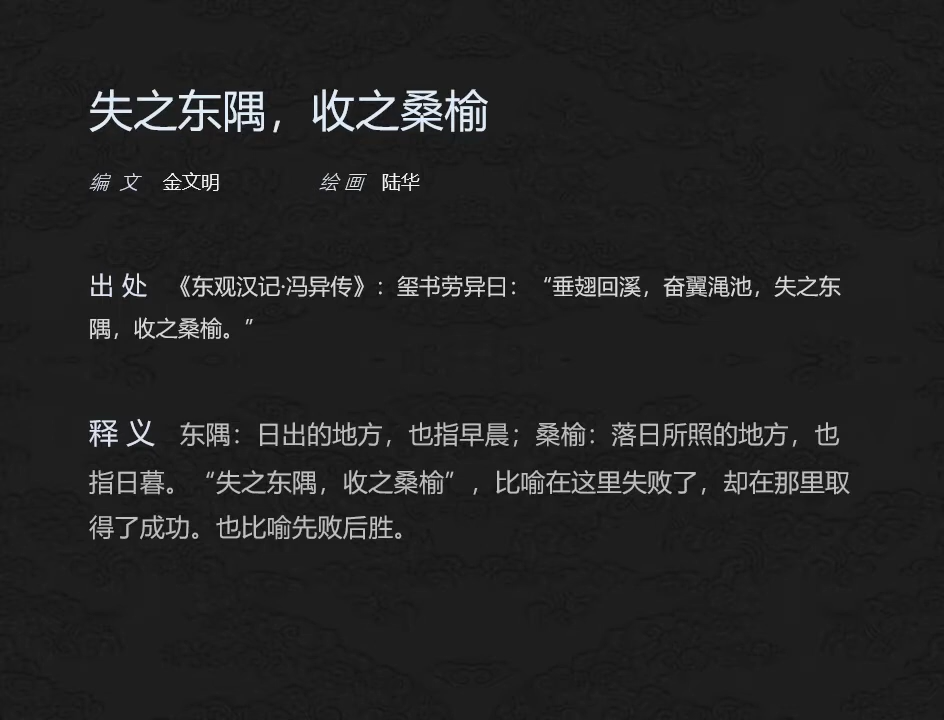 失之东隅，收之桑榆
编 文 金文明 绘 画 陆华
出 处 《东观汉记·冯异传》：玺书劳异曰：“垂翅回溪，奋翼渑池，失之东
隅，收之桑榆。”
释 义 东隅：日出的地方，也指早晨；桑榆：落日所照的地方，也
指日暮。“失之东隅，收之桑榆”，比喻在这里失败了，却在那里取
得了成功。也比喻先败后胜。